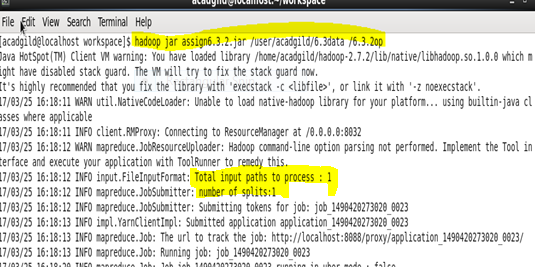 acadgild@localhost:~/workspace
File Edit View Search Terminal Help
[acadgild@localhost workspace]$ hadoop jar assign6.3.2.jar /user/acadgild/6.3data /6.3.2op
Java HotSpot(TM) Client VM warning: You have loaded library /home/acadgild/hadoop-2.7.2/lib/native/libhadoop.so.1.0.0 which m
ight have disabled stack guard. The VM will try to fix the stack guard now.
It's highly recommended that you fix the library with 'execstack -c <libfile>', or link it with '-z noexecstack'.
17/03/25 16:18:11 WARN util.NativeCodeLoader: Unable to load native-hadoop library for your platform... using builtin-java cl
asses where applicable
17/03/25 16:18:11 INFO client.RMProxy: Connecting to ResourceManager at /0.0.0.0:8032
17/03/25 16:18:12 WARN mapreduce.JobResourceUploader: Hadoop command-line option parsing not performed. Implement the Tool in
terface and execute your application with ToolRunner to remedy this.
17/03/25 16:18:12 INFO input.FileInputFormat: Total input paths to process : 1
17/03/25 16:18:12 INFO mapreduce.JobSubmitter: number of splits:1
17/03/25 16:18:12 INFO mapreduce.JobSubmitter: Submitting tokens for job: job_1490420273020_0023
17/03/25 16:18:13 INFO impl.YarnClientImpl: Submitted application application_1490420273020_0023
17/03/25 16:18:13 INFO mapreduce.Job: The url to track the job: http://localhost:8088/proxy/application_1490420273020_0023/
17/03/25 16:18:13 INFO mapreduce.Job: Running job: job_1490420273020_0023
17/03/25 16:18:20 INFO mapreduce.Job: Job job_1490420273020_0023 running in uber mode : false